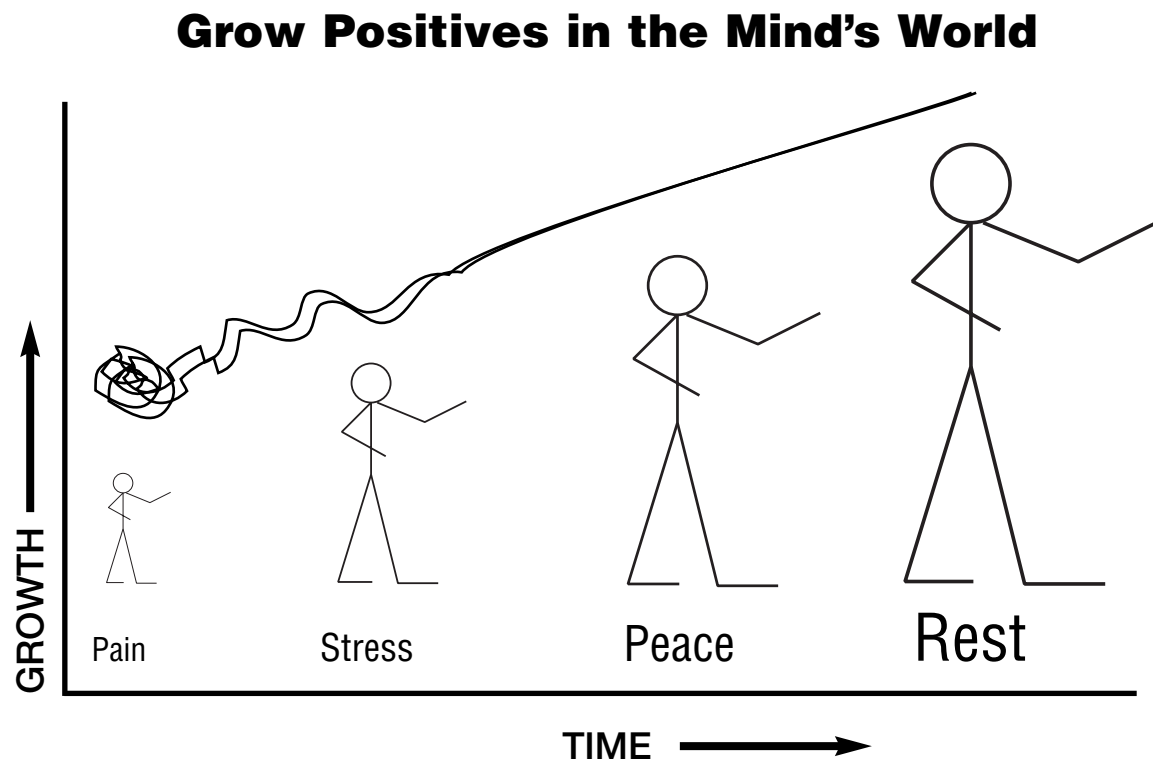 Grow Positives in the Mind's World
GROWTH
Pain
Stress
Peace
Rest
TIME